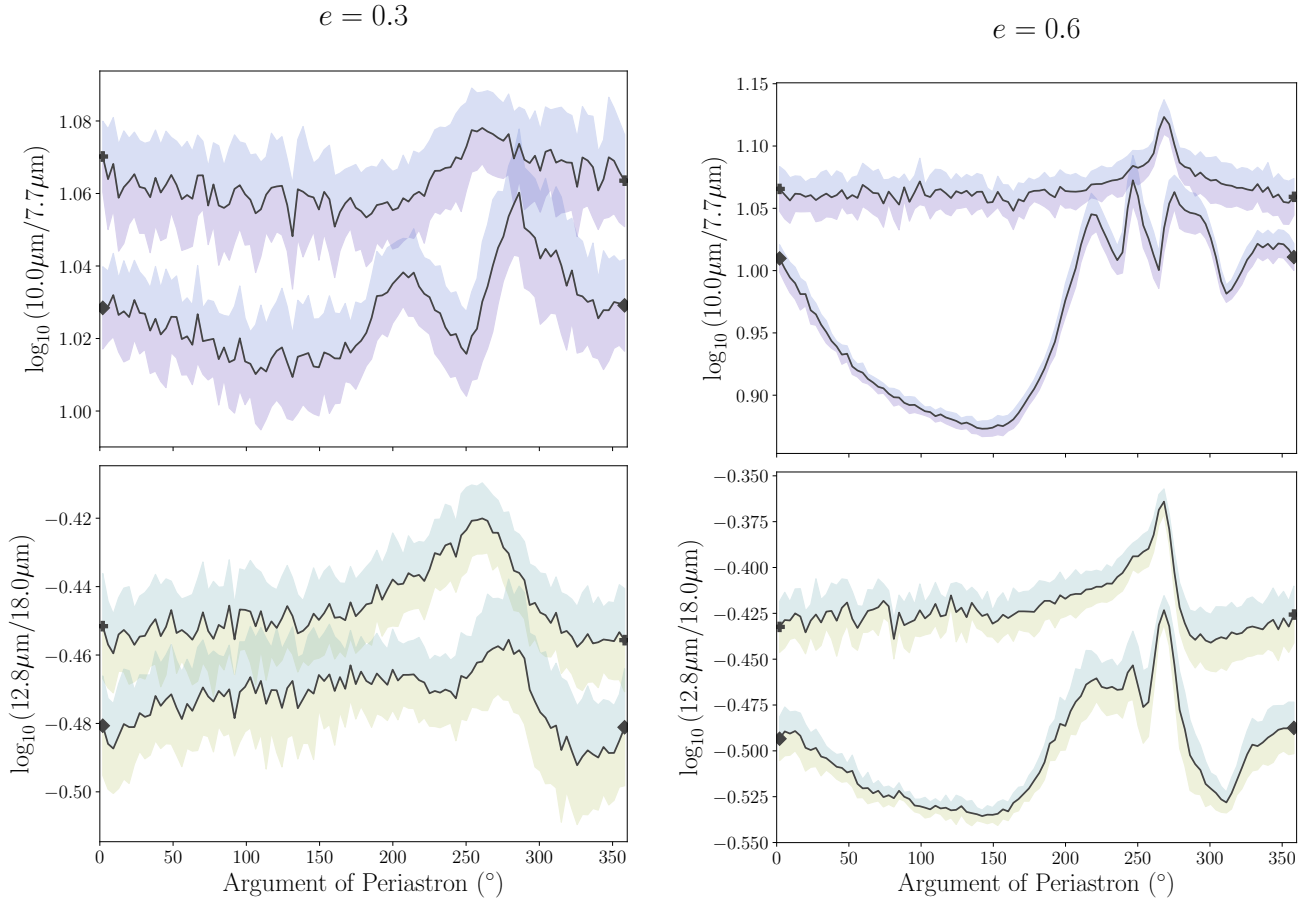 e = 0.3
e = 0.6
log₁₀(10.0μm/7.7μm)
1.08
1.06
1.04
1.02
1.00
log₁₀(10.0μm/7.7μm)
1.15
1.10
1.05
1.00
0.95
0.90
log₁₀(12.8μm/18.0μm)
−0.42
−0.44
−0.46
−0.48
−0.50
0 50 100 150 200 250 300 350
Argument of Periastron (°)
log₁₀(12.8μm/18.0μm)
−0.350
−0.375
−0.400
−0.425
−0.450
−0.475
−0.500
−0.525
−0.550
0 50 100 150 200 250 300 350
Argument of Periastron (°)